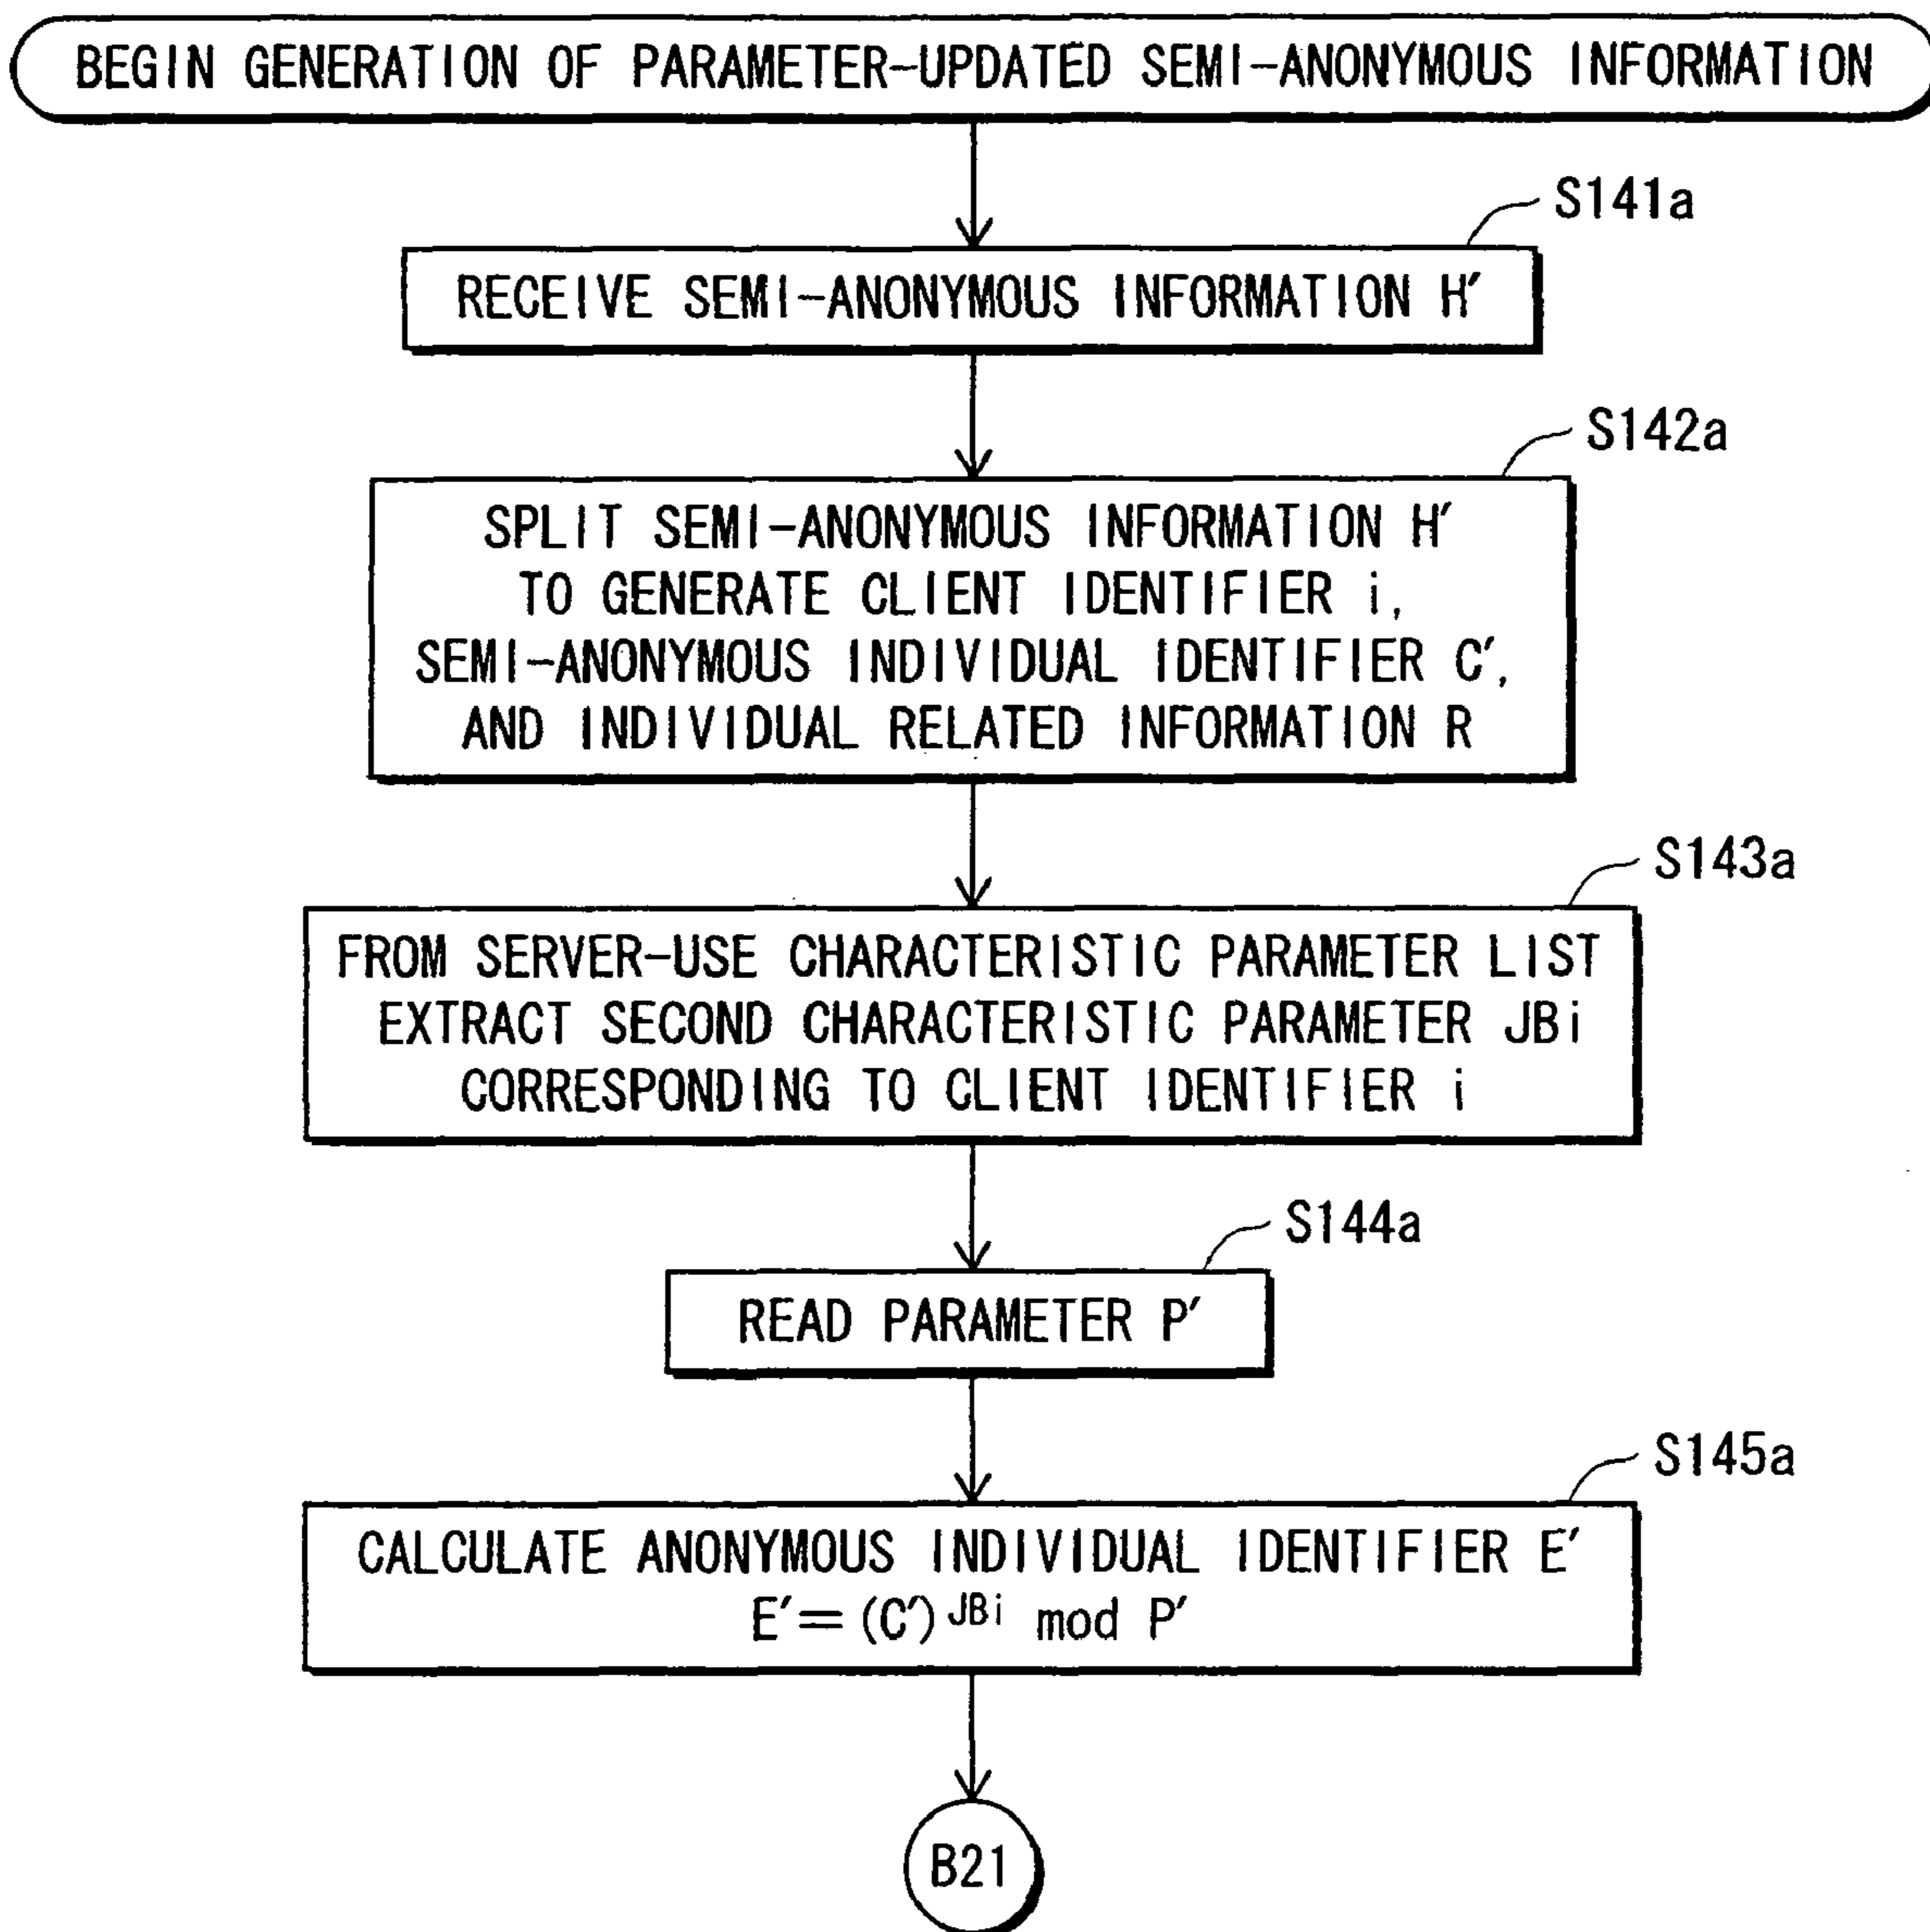 BEGIN GENERATION OF PARAMETER-UPDATED SEMI-ANONYMOUS INFORMATION
S141a
RECEIVE SEMI-ANONYMOUS INFORMATION H′
S142a
SPLIT SEMI-ANONYMOUS INFORMATION H′
TO GENERATE CLIENT IDENTIFIER i,
SEMI-ANONYMOUS INDIVIDUAL IDENTIFIER C′,
AND INDIVIDUAL RELATED INFORMATION R
S143a
FROM SERVER-USE CHARACTERISTIC PARAMETER LIST
EXTRACT SECOND CHARACTERISTIC PARAMETER JBi
CORRESPONDING TO CLIENT IDENTIFIER i
S144a
READ PARAMETER P′
S145a
CALCULATE ANONYMOUS INDIVIDUAL IDENTIFIER E′
E′=(C′)^JBi mod P′
B21